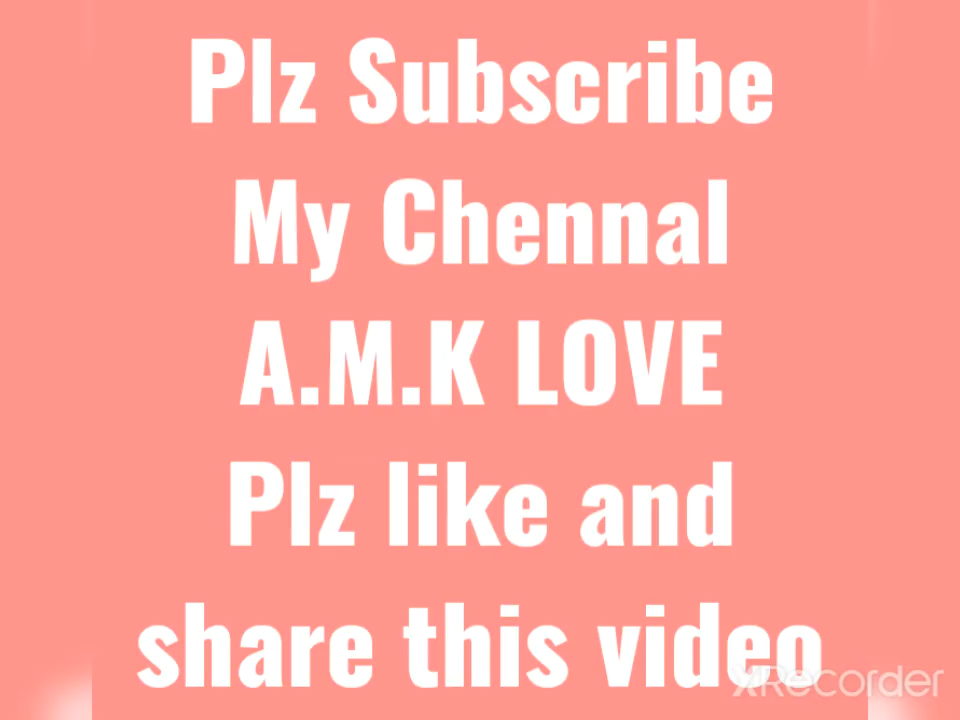 Plz Subscribe
My Chennal
A.M.K LOVE
Plz like and
share this video
XRecorder